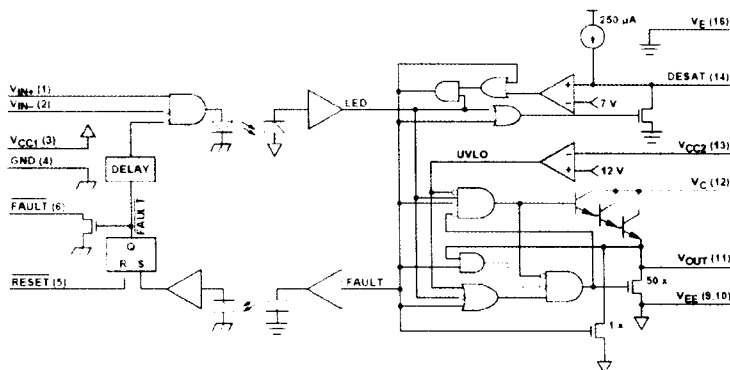 250 µA
VE (16)
VIN+ (1)
VIN– (2)
LED
DESAT (14)
7 V
VCC1 (3)
GND (4)
DELAY
UVLO
VCC2 (13)
12 V
VC (12)
FAULT (6)
FAULT
Q
R S
RESET (5)
FAULT
VOUT (11)
50 x
VEE (9,10)
1 x